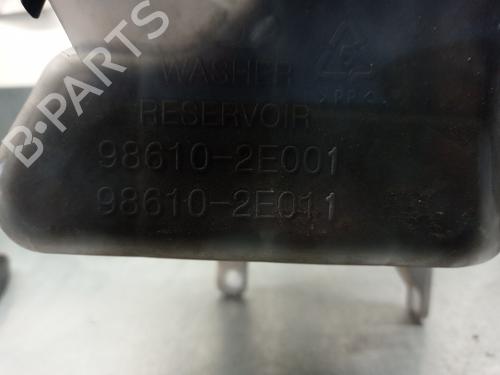 B-PARTS
WASHER
RESERVOIR
>PP<
98610-2E001
98610-2E011